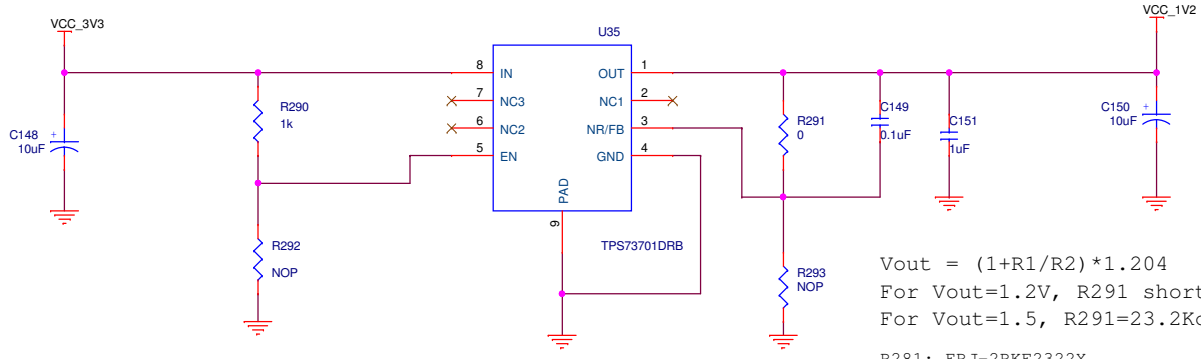 VCC_3V3
VCC_1V2
U35
8 IN
OUT 1
7 NC3
NC1 2
6 NC2
NR/FB 3
5 EN
GND 4
PAD
9
TPS73701DRB
R290
1k
R292
NOP
C148
10uF
+
R291
0
C149
0.1uF
C151
1uF
C150
10uF
+
R293
NOP
Vout = (1+R1/R2)*1.204
For Vout=1.2V, R291 short
For Vout=1.5, R291=23.2Ko